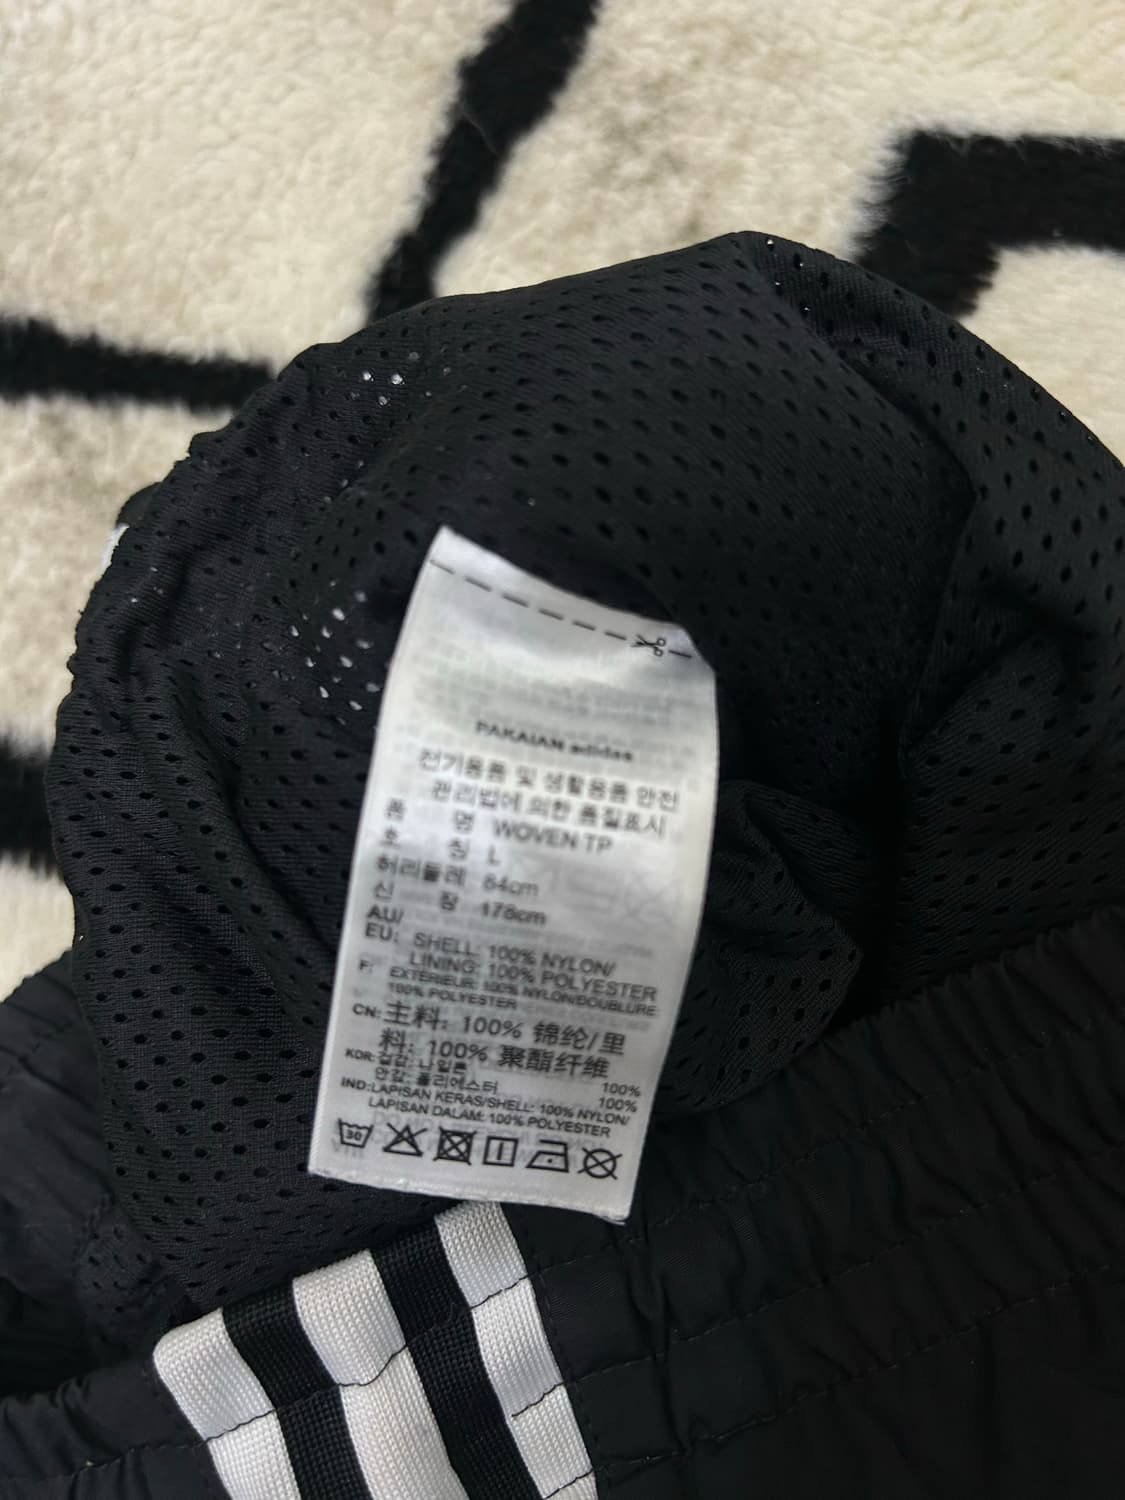 PAKAIAN adidas
전기용품 및 생활용품 안전
관리법에 의한 품질표시
품 명 WOVEN TP
호 칭 L
허리둘레 84cm
신 장 178cm
AU/
EU: SHELL: 100% NYLON/
LINING: 100% POLYESTER
F: EXTÉRIEUR: 100% NYLON/DOUBLURE:
100% POLYESTER
CN: 主料: 100% 锦纶/里
料: 100% 聚酯纤维
KOR: 겉감: 나일론 100%
안감: 폴리에스터 100%
IND: LAPISAN KERAS/SHELL: 100% NYLON/
LAPISAN DALAM: 100% POLYESTER
30